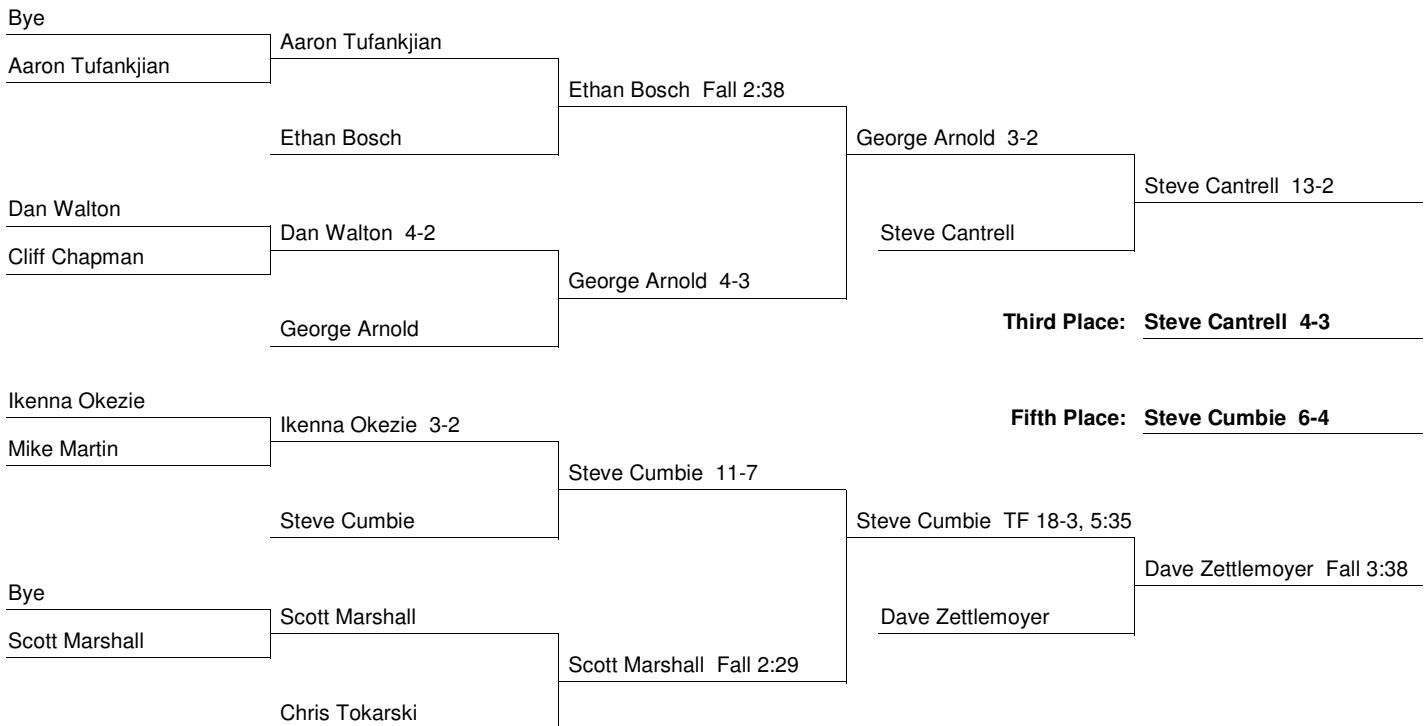 Bye
Aaron Tufankjian
Aaron Tufankjian
Ethan Bosch Fall 2:38
Ethan Bosch
George Arnold 3-2
Steve Cantrell 13-2
Dan Walton
Dan Walton 4-2
Steve Cantrell
Cliff Chapman
George Arnold 4-3
George Arnold
Third Place: Steve Cantrell 4-3
Ikenna Okezie
Ikenna Okezie 3-2
Fifth Place: Steve Cumbie 6-4
Mike Martin
Steve Cumbie 11-7
Steve Cumbie
Steve Cumbie TF 18-3, 5:35
Dave Zettlemoyer Fall 3:38
Bye
Scott Marshall
Dave Zettlemoyer
Scott Marshall
Scott Marshall Fall 2:29
Chris Tokarski